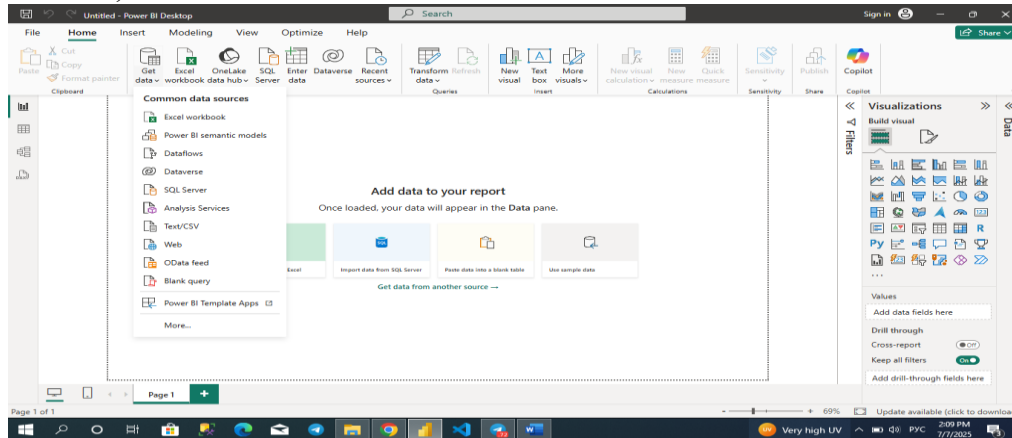 Untitled - Power BI Desktop
Search
Sign in
File Home Insert Modeling View Optimize Help
Share
Paste
Cut
Copy
Format painter
Get data
Excel workbook
OneLake data hub
SQL Server
Enter data
Dataverse
Recent sources
Transform data
Refresh
New visual
Text box
More visuals
New visual calculation
New measure
Quick measure
Sensitivity
Publish
Copilot
Clipboard
Queries
Insert
Calculations
Sensitivity
Share
Copilot
Common data sources
Excel workbook
Power BI semantic models
Dataflows
Dataverse
SQL Server
Analysis Services
Text/CSV
Web
OData feed
Blank query
Power BI Template Apps
More...
Add data to your report
Once loaded, your data will appear in the Data pane.
SQL
Excel
Import data from SQL Server
Paste data into a blank table
Use sample data
Get data from another source →
Filters
Visualizations
Build visual
123
R
Py
...
Values
Add data fields here
Drill through
Cross-report
Off
Keep all filters
On
Add drill-through fields here
Data
Page 1
Page 1 of 1
69%
Update available (click to downloa
UV
Very high UV
РУС
2:09 PM
7/7/2025